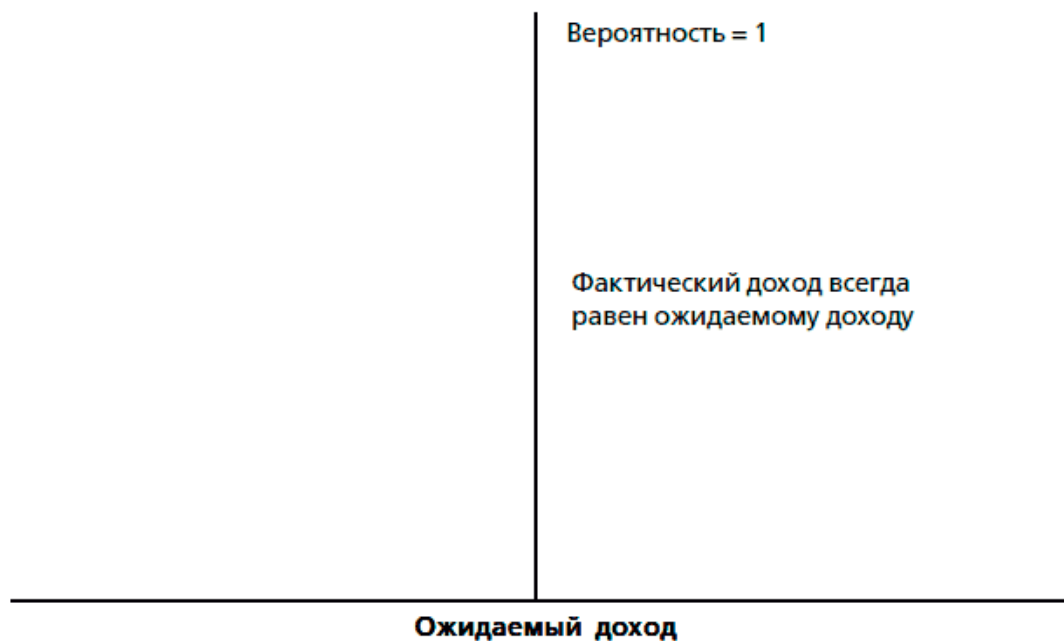 Вероятность = 1
Фактический доход всегда
равен ожидаемому доходу
Ожидаемый доход